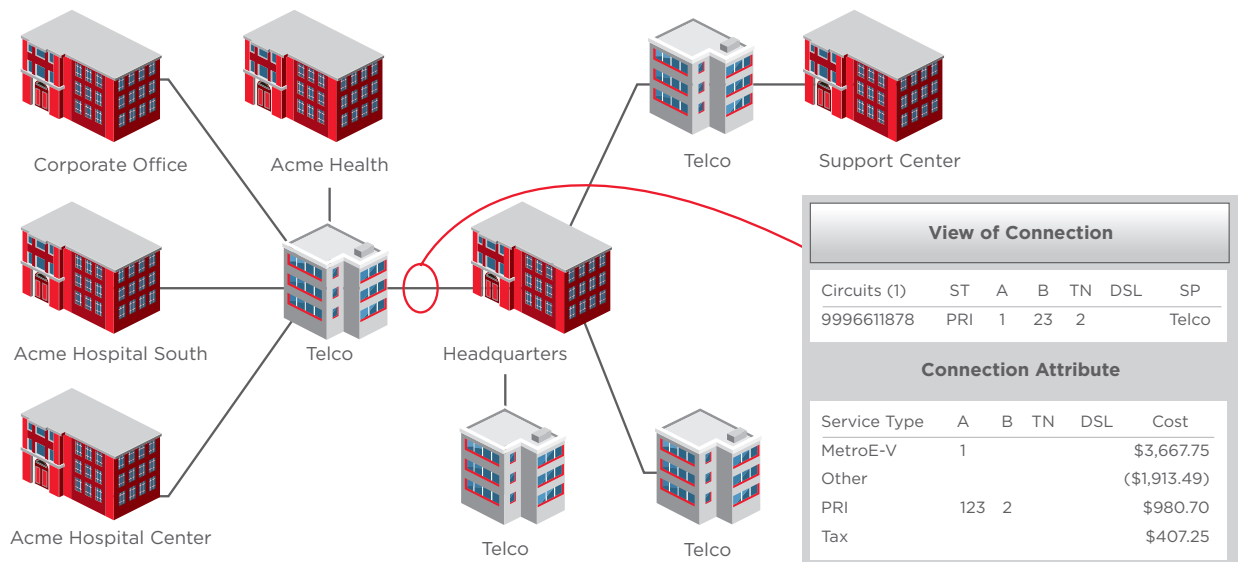 Corporate Office
Acme Health
Telco
Support Center
Acme Hospital South
Telco
Headquarters
Acme Hospital Center
Telco
Telco
View of Connection
Circuits (1) ST A B TN DSL SP
9996611878 PRI 1 23 2 Telco
Connection Attribute
Service Type A B TN DSL Cost
MetroE-V 1 $3,667.75
Other ($1,913.49)
PRI 123 2 $980.70
Tax $407.25